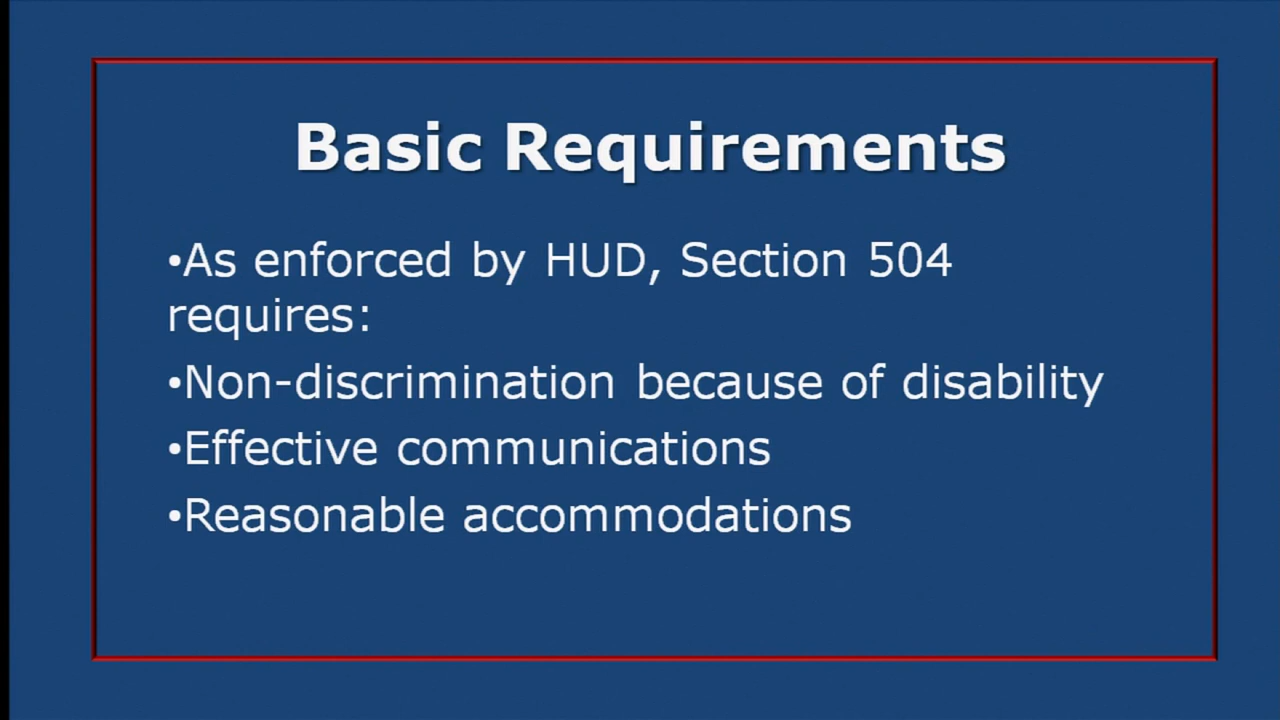 Basic Requirements
•As enforced by HUD, Section 504
requires:
•Non-discrimination because of disability
•Effective communications
•Reasonable accommodations